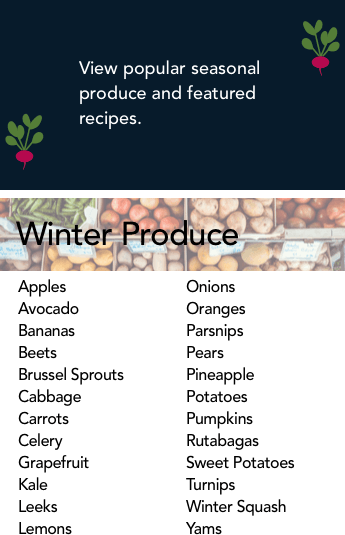 View popular seasonal
produce and featured
recipes.
Winter Produce
Apples
Avocado
Bananas
Beets
Brussel Sprouts
Cabbage
Carrots
Celery
Grapefruit
Kale
Leeks
Lemons
Onions
Oranges
Parsnips
Pears
Pineapple
Potatoes
Pumpkins
Rutabagas
Sweet Potatoes
Turnips
Winter Squash
Yams